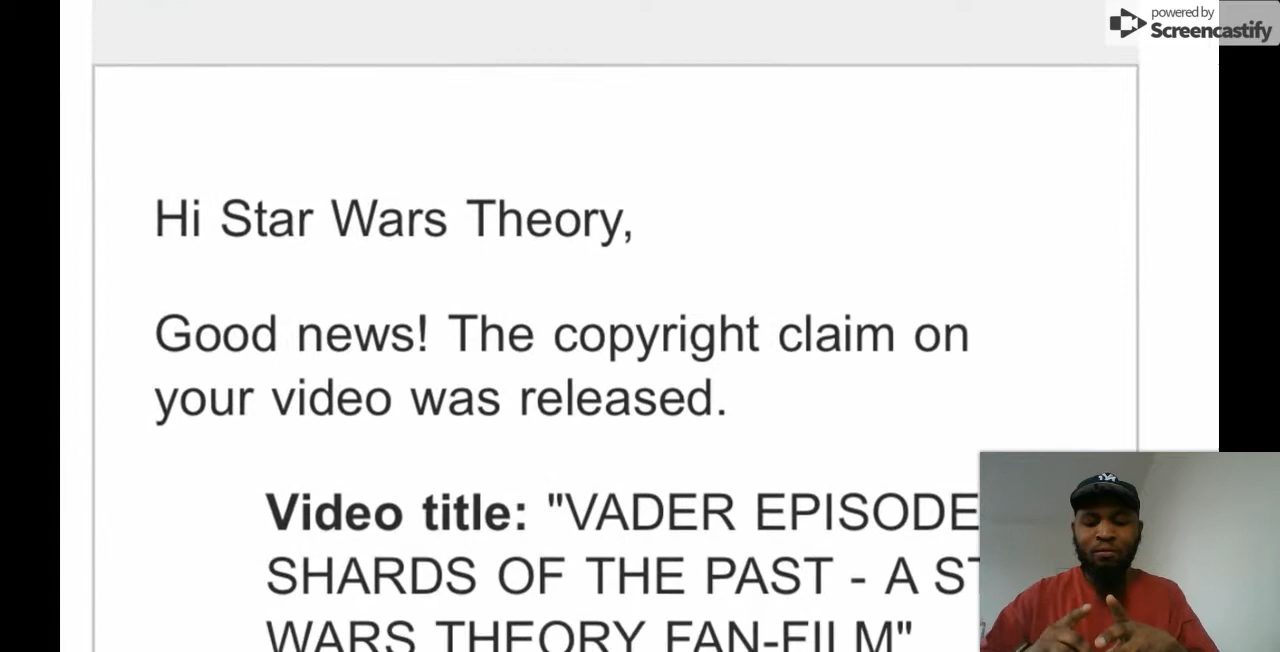 powered by
Screencastify
Hi Star Wars Theory,
Good news! The copyright claim on
your video was released.
Video title: "VADER EPISODE
SHARDS OF THE PAST - A ST
WARS THEORY FAN-FILM"